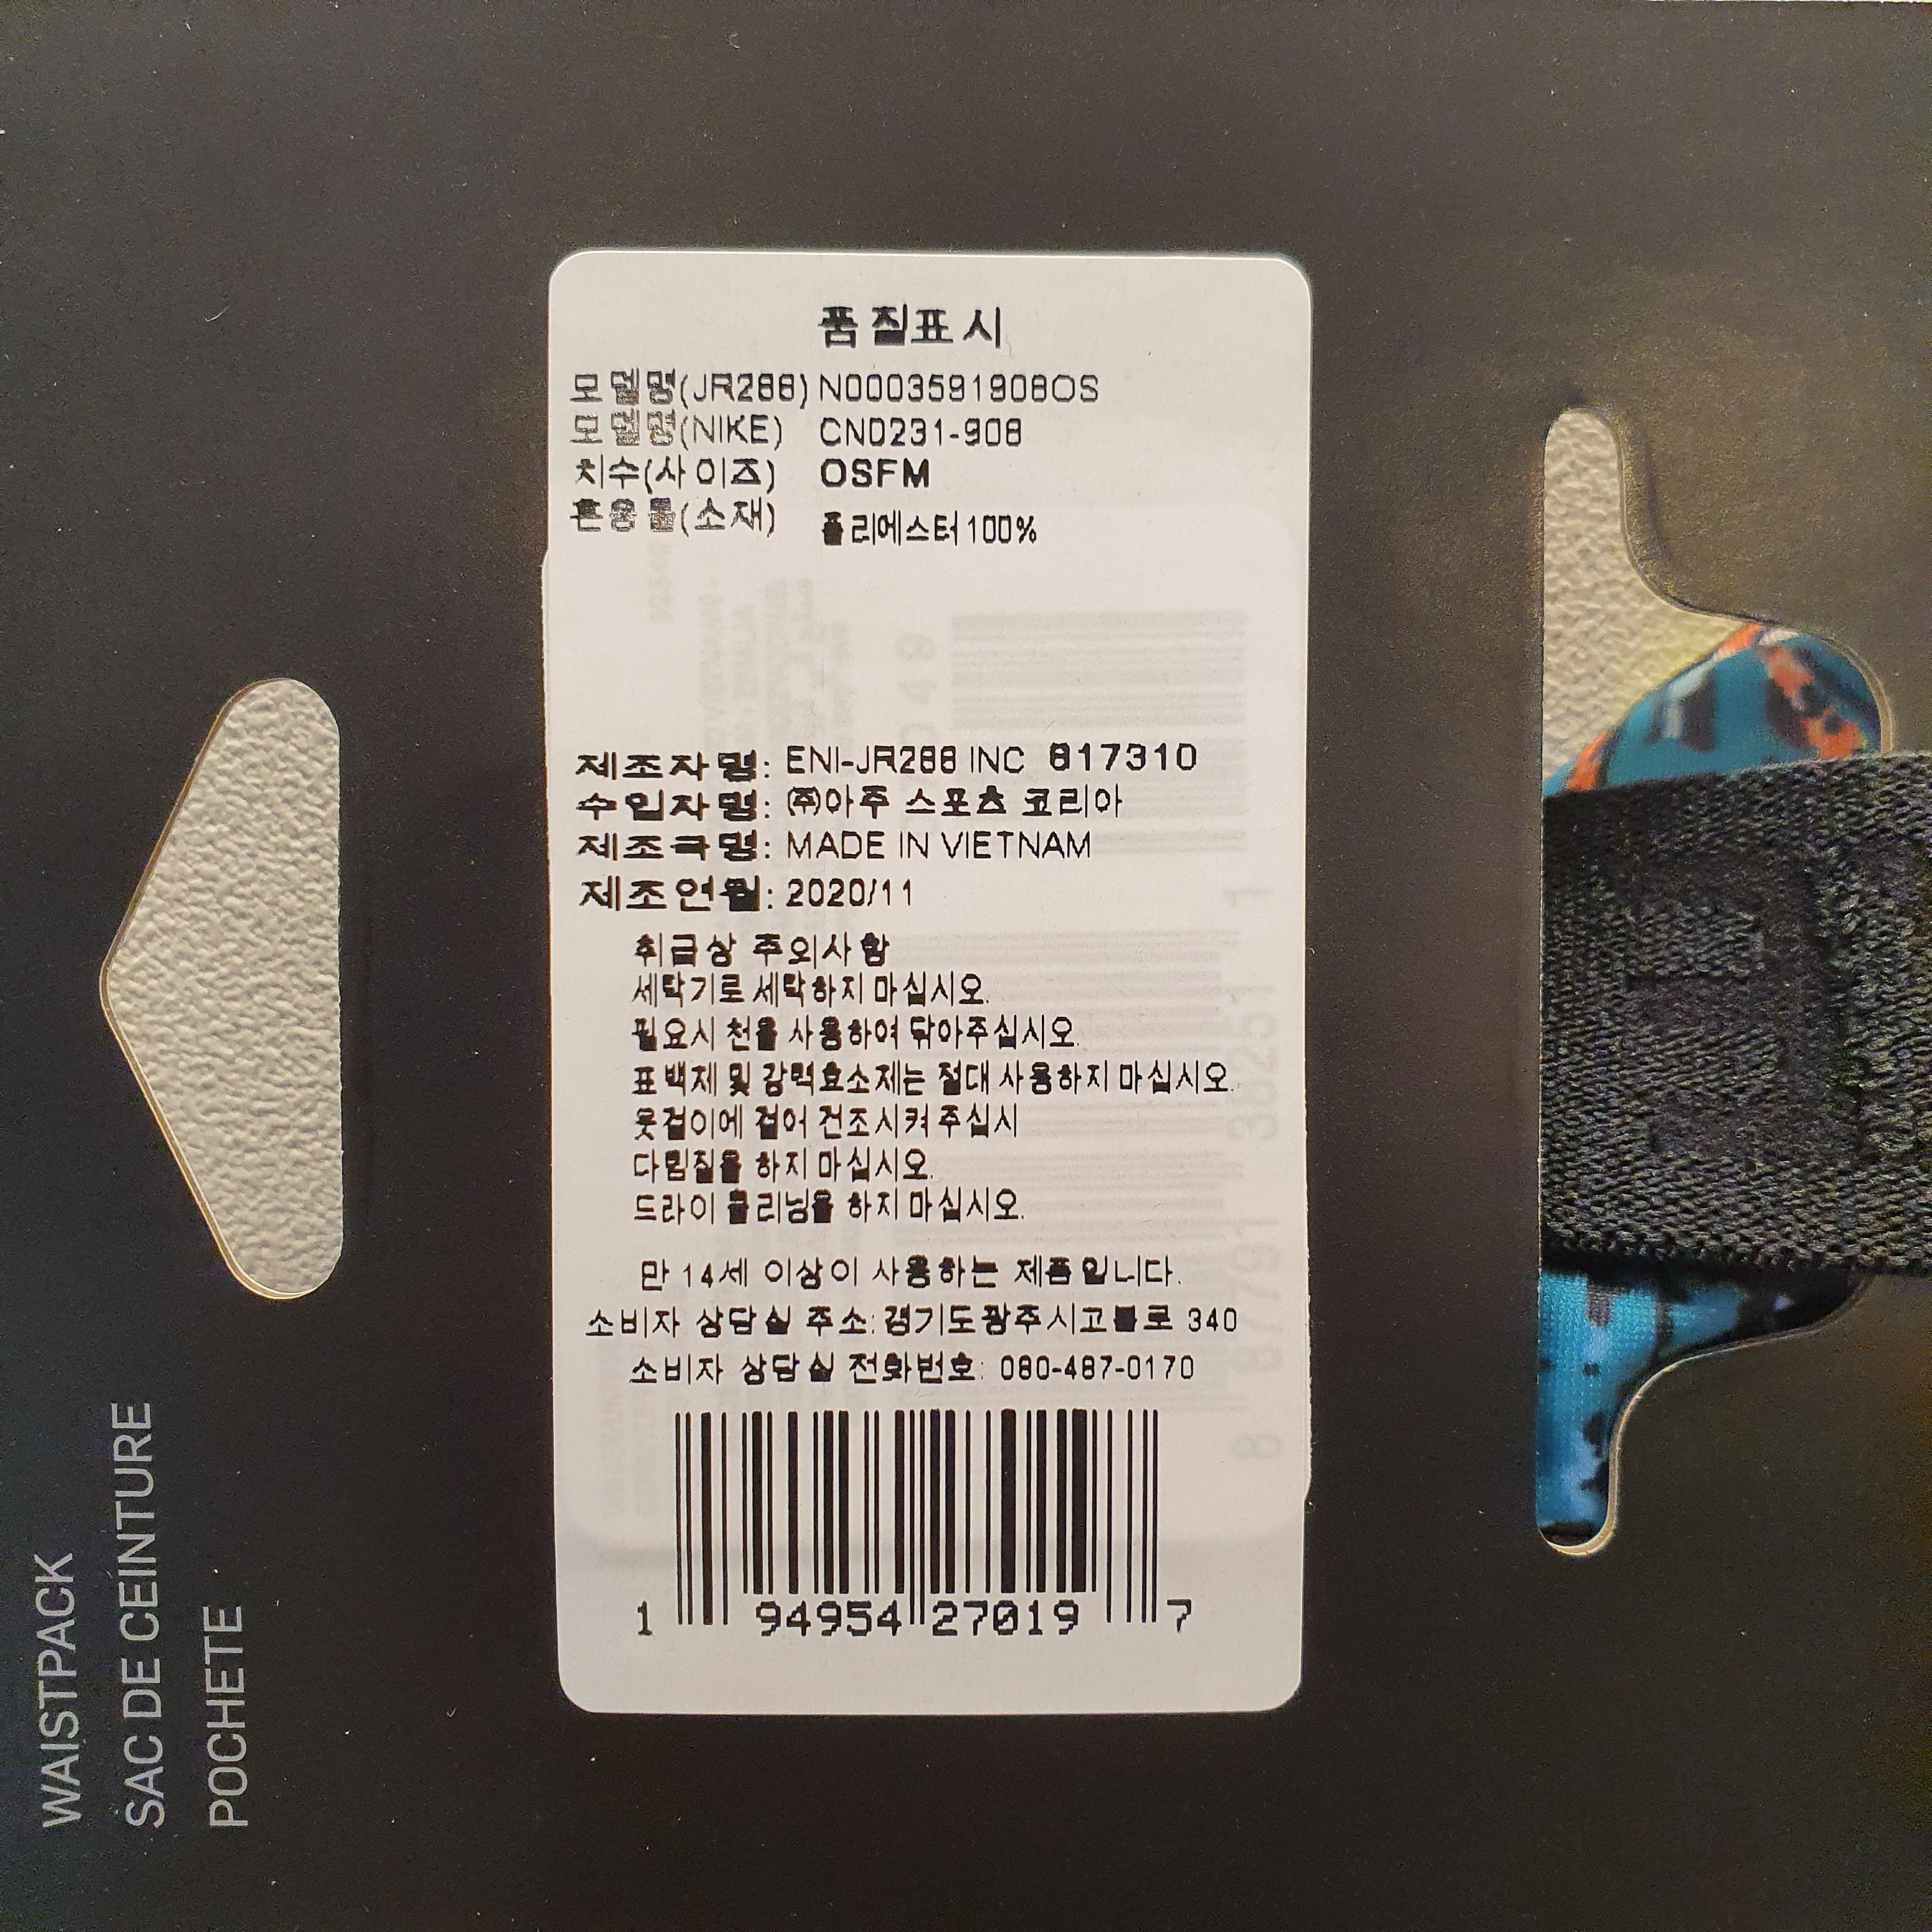 품질표시
모델명(JR288) N0003591908OS
모델명(NIKE) CN0231-908
치수(사이즈) OSFM
혼용률(소재) 폴리에스터 100%
제조자명: ENI-JR288 INC 817310
수입자명: ㈜아주 스포츠 코리아
제조국명: MADE IN VIETNAM
제조연월: 2020/11
취급상 주의사항
세탁기로 세탁하지 마십시오.
필요시 천을 사용하여 닦아주십시오.
표백제 및 강력효소제는 절대 사용하지 마십시오.
옷걸이에 걸어 건조시켜 주십시
다림질을 하지 마십시오.
드라이 클리닝을 하지 마십시오.
만 14세 이상이 사용하는 제품입니다.
소비자 상담실 주소: 경기도광주시고불로 340
소비자 상담실 전화번호: 080-487-0170
1 94954 27019 7
WAISTPACK
SAC DE CEINTURE
POCHETE